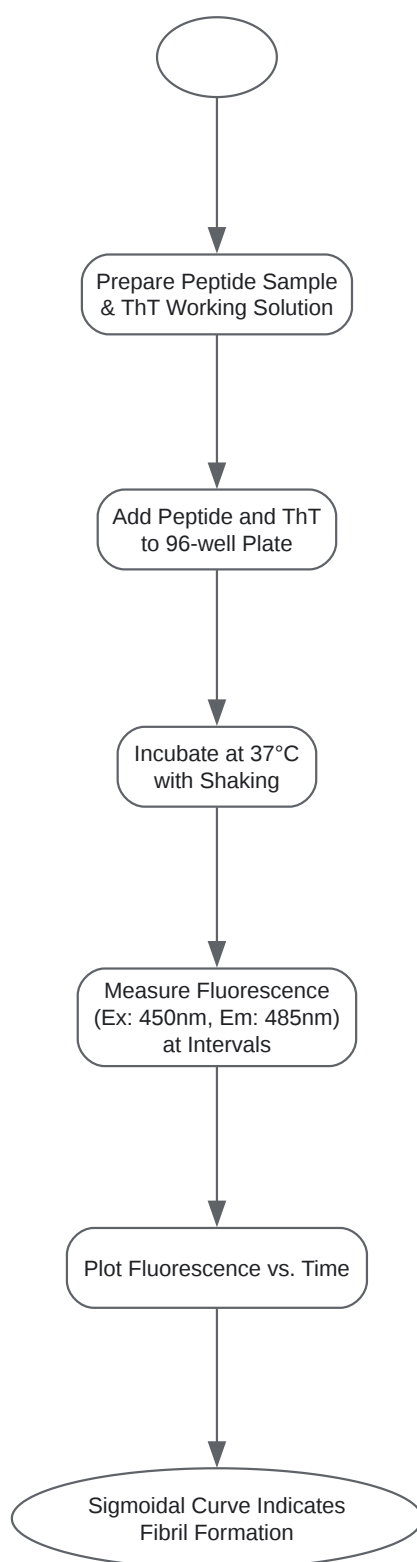 Prepare Peptide Sample
& ThT Working Solution
Add Peptide and ThT
to 96-well Plate
Incubate at 37°C
with Shaking
Measure Fluorescence
(Ex: 450nm, Em: 485nm)
at Intervals
Plot Fluorescence vs. Time
Sigmoidal Curve Indicates
Fibril Formation